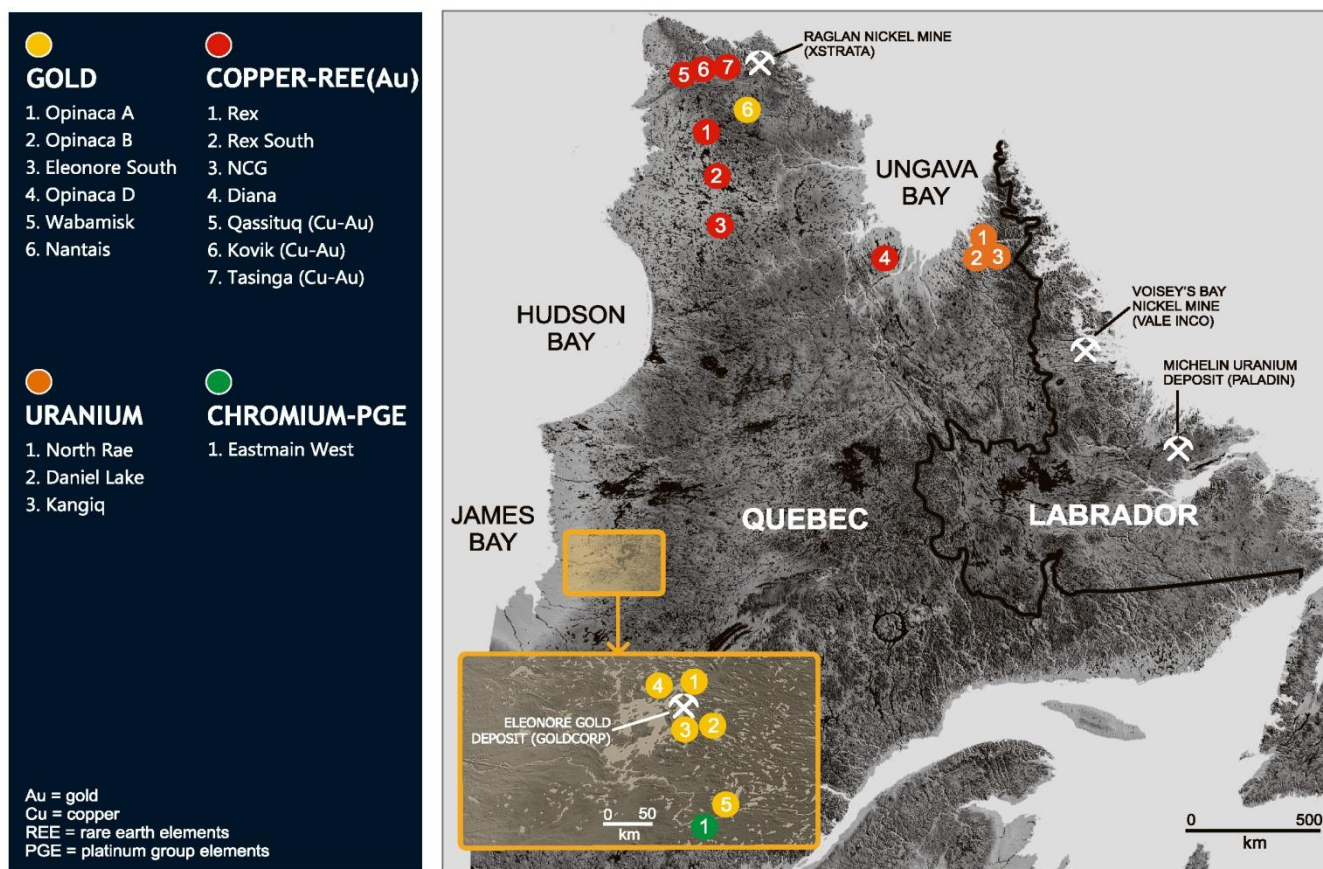 GOLD
1. Opinaca A
2. Opinaca B
3. Eleonore South
4. Opinaca D
5. Wabamisk
6. Nantais
COPPER-REE(Au)
1. Rex
2. Rex South
3. NCG
4. Diana
5. Qassituq (Cu-Au)
6. Kovik (Cu-Au)
7. Tasinga (Cu-Au)
URANIUM
1. North Rae
2. Daniel Lake
3. Kangiq
CHROMIUM-PGE
1. Eastmain West
Au = gold
Cu = copper
REE = rare earth elements
PGE = platinum group elements
RAGLAN NICKEL MINE
(XSTRATA)
5 6 7
6
1
2
3
UNGAVA
BAY
4
1
2 3
HUDSON
BAY
VOISEY'S BAY
NICKEL MINE
(VALE INCO)
MICHELIN URANIUM
DEPOSIT (PALADIN)
JAMES
BAY
QUEBEC
LABRADOR
4 1
ELEONORE GOLD
DEPOSIT (GOLDCORP)
3 2
5
1
0 50
km
0 500
km